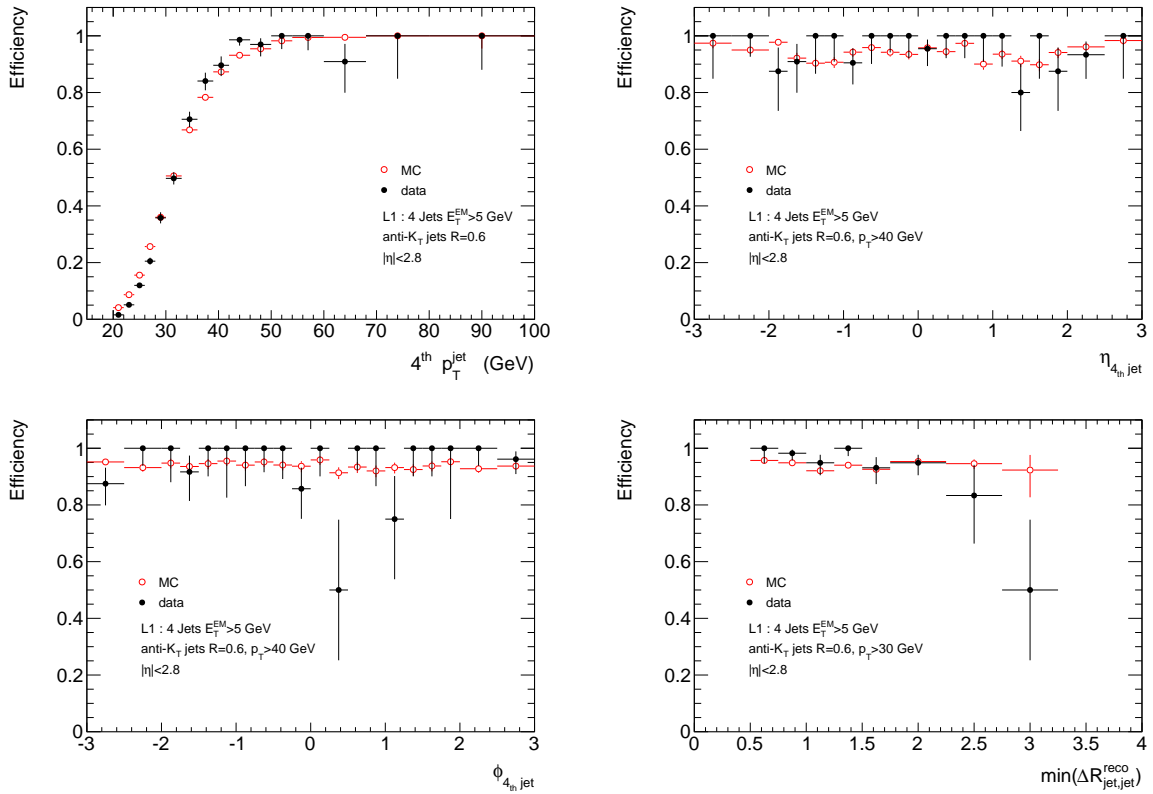 Efficiency
1
0.8
0.6
0.4
0.2
0
MC
data
L1 : 4 Jets E_T^EM>5 GeV
anti-K_T jets R=0.6
|η|<2.8
20 30 40 50 60 70 80 90 100
4^th p_T^jet (GeV)
Efficiency
1
0.8
0.6
0.4
0.2
0
MC
data
L1 : 4 Jets E_T^EM>5 GeV
anti-K_T jets R=0.6, p_T>40 GeV
|η|<2.8
-3 -2 -1 0 1 2 3
η_4_th jet
Efficiency
1
0.8
0.6
0.4
0.2
0
MC
data
L1 : 4 Jets E_T^EM>5 GeV
anti-K_T jets R=0.6, p_T>40 GeV
|η|<2.8
-3 -2 -1 0 1 2 3
ϕ_4_th jet
Efficiency
1
0.8
0.6
0.4
0.2
0
MC
data
L1 : 4 Jets E_T^EM>5 GeV
anti-K_T jets R=0.6, p_T>30 GeV
|η|<2.8
0 0.5 1 1.5 2 2.5 3 3.5 4
min(ΔR_jet,jet^reco)